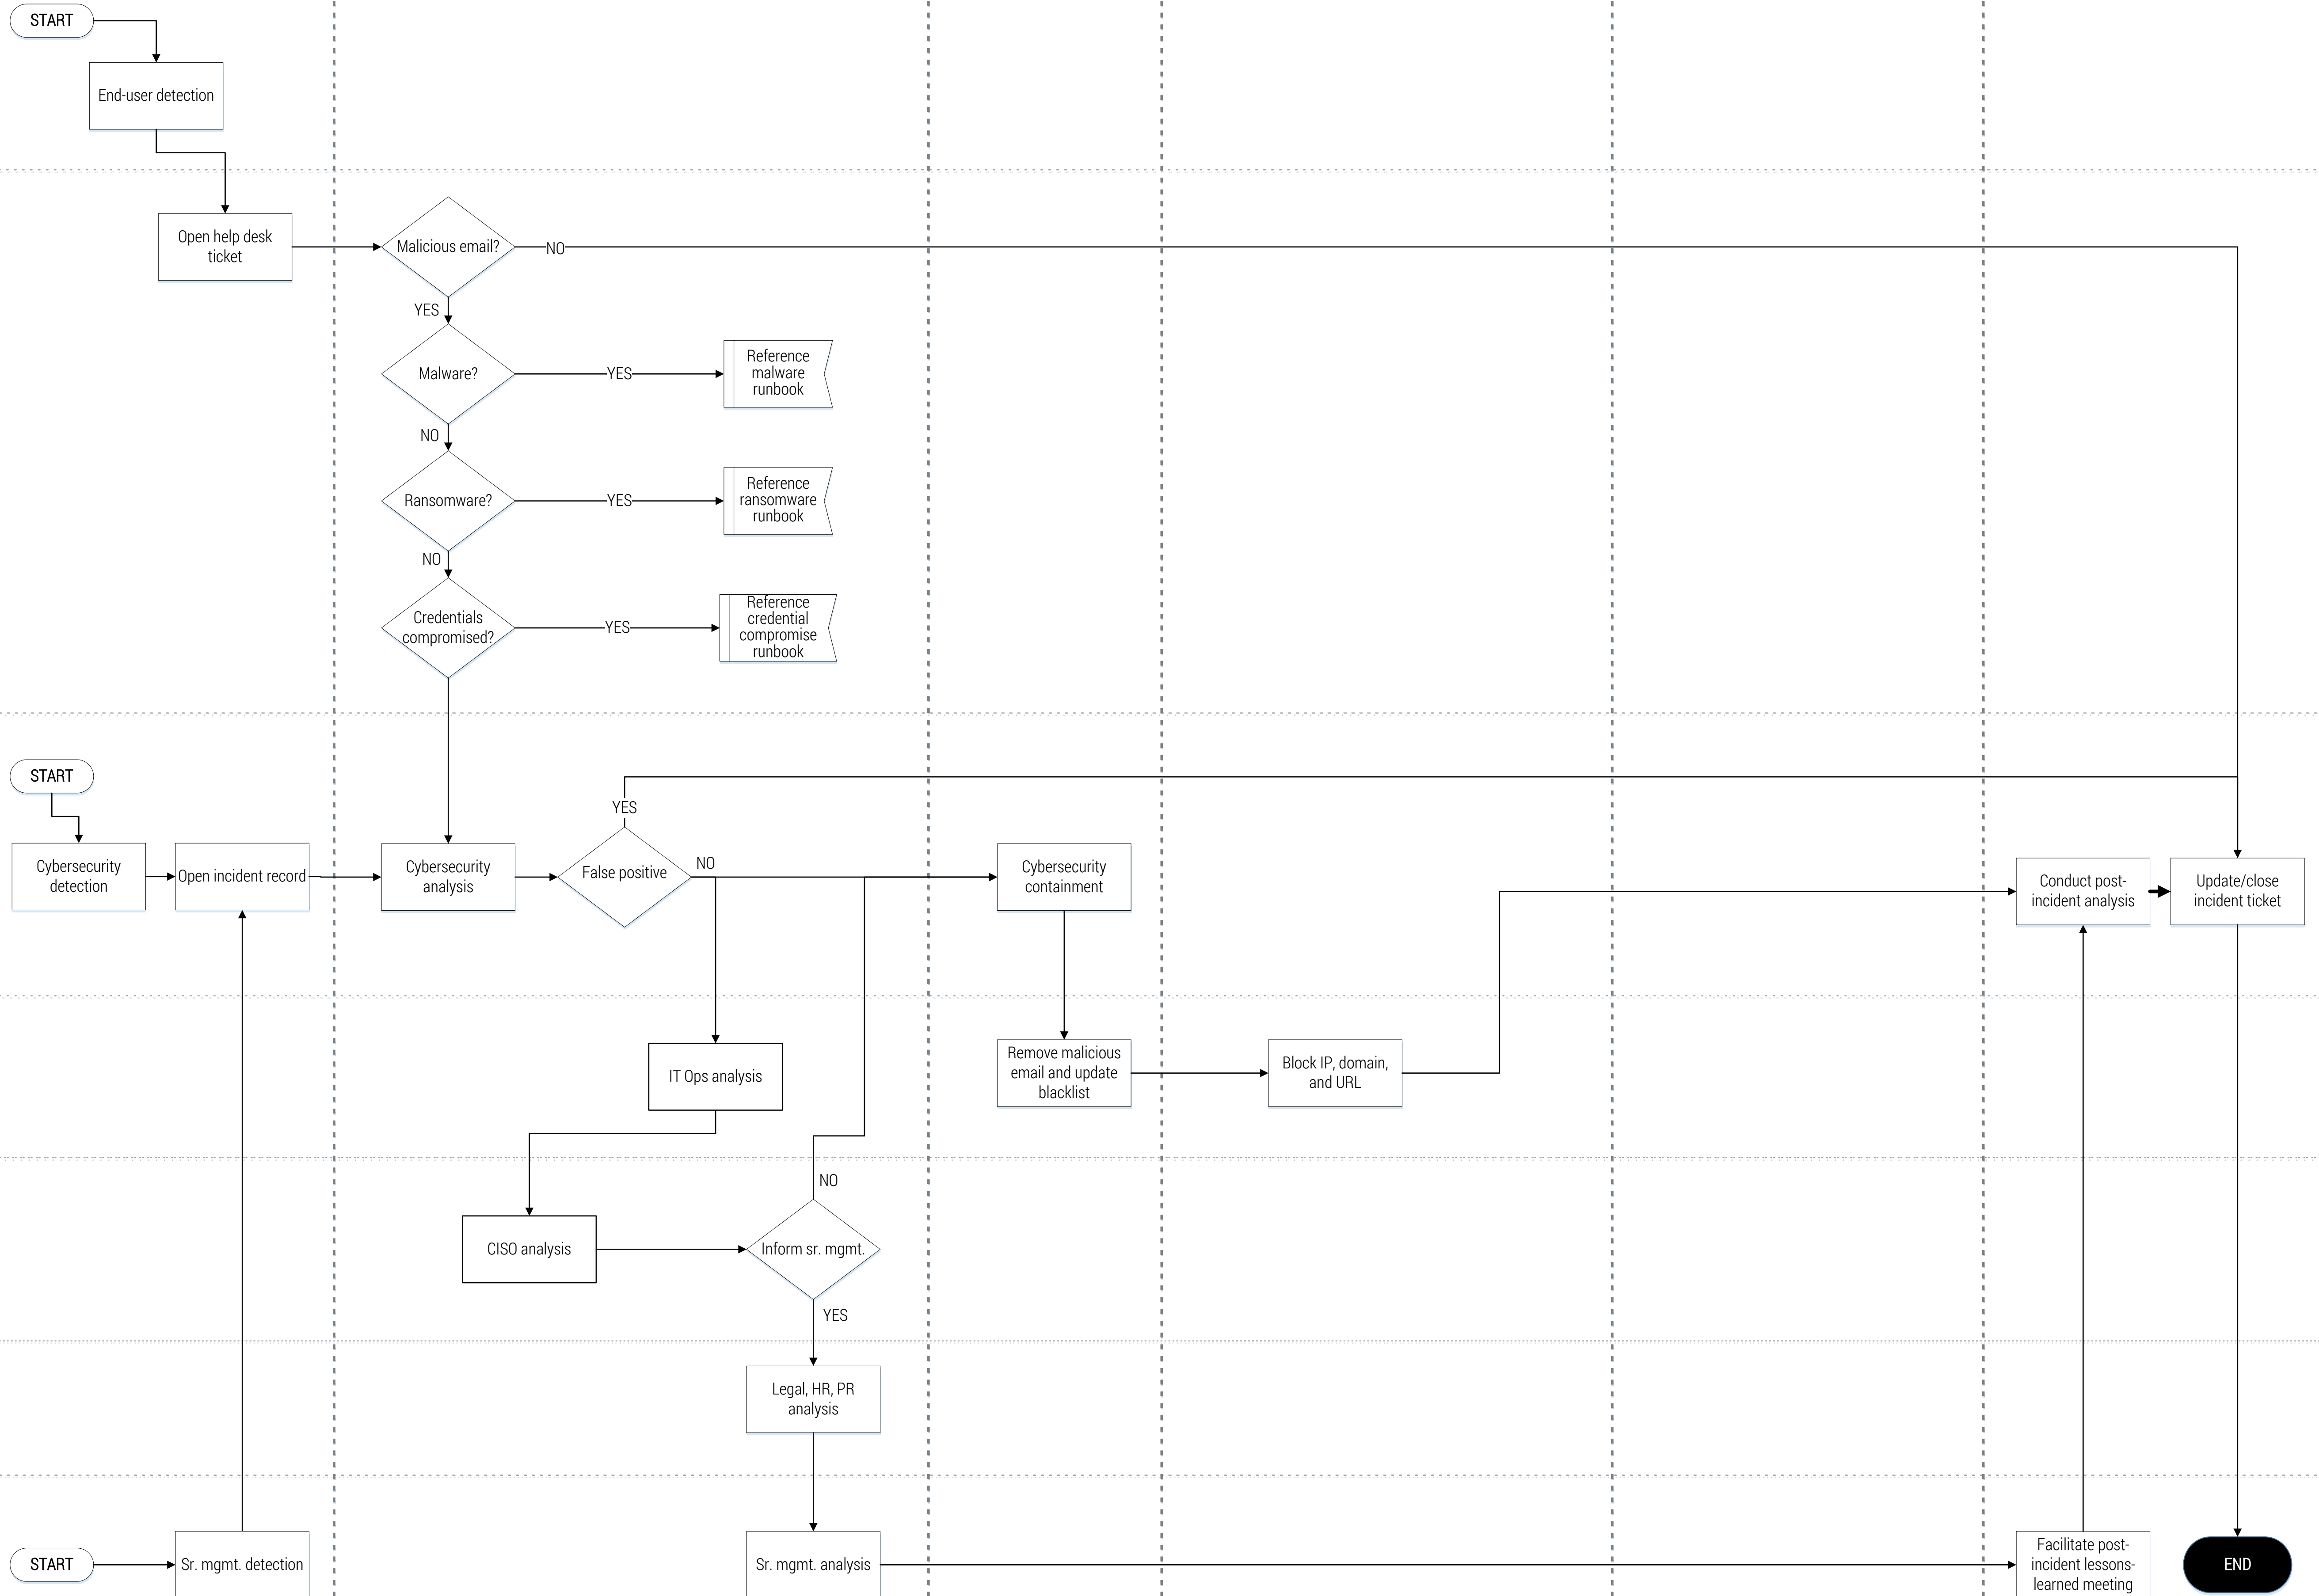 START
End-user detection
Open help desk
ticket
Malicious email?
NO
YES
Malware?
YES
Reference
malware
runbook
NO
Ransomware?
YES
Reference
ransomware
runbook
NO
Credentials
compromised?
YES
Reference
credential
compromise
runbook
START
YES
Cybersecurity
detection
Open incident record
Cybersecurity
analysis
False positive
NO
Cybersecurity
containment
Conduct post-
incident analysis
Update/close
incident ticket
IT Ops analysis
Remove malicious
email and update
blacklist
Block IP, domain,
and URL
NO
CISO analysis
Inform sr. mgmt.
YES
Legal, HR, PR
analysis
START
Sr. mgmt. detection
Sr. mgmt. analysis
Facilitate post-
incident lessons-
learned meeting
END